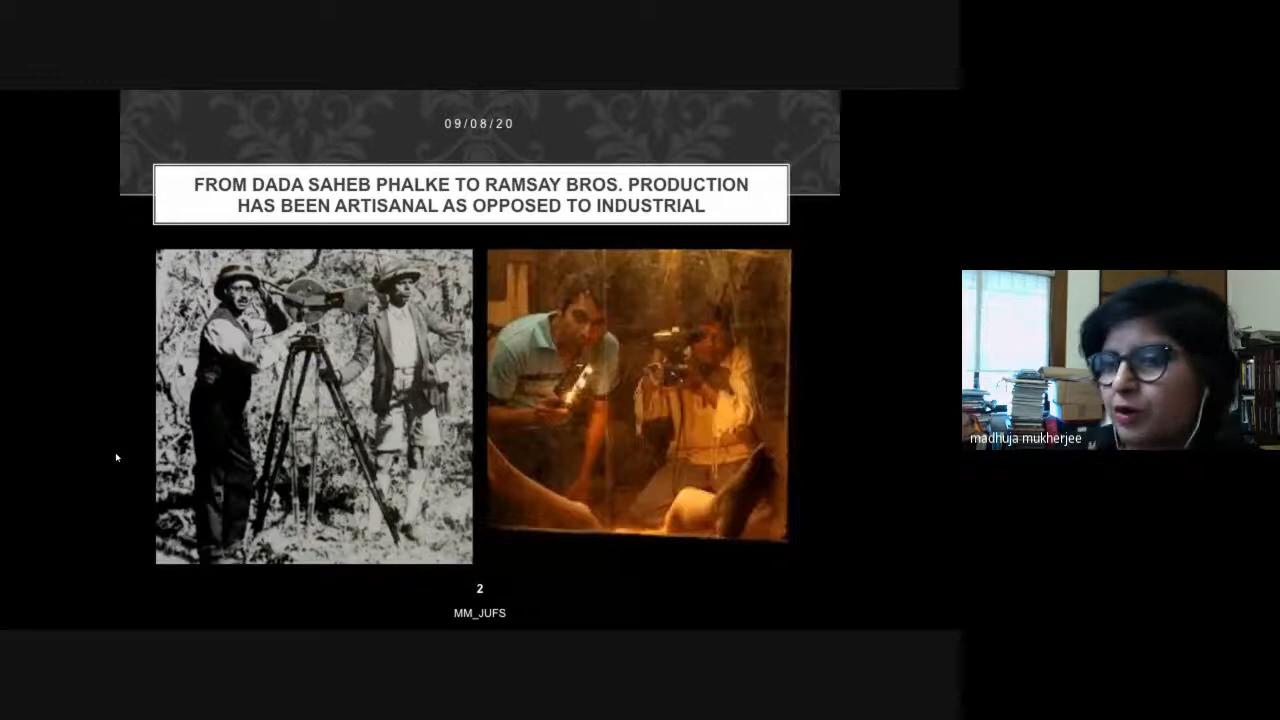 09/08/20
FROM DADA SAHEB PHALKE TO RAMSAY BROS. PRODUCTION
HAS BEEN ARTISANAL AS OPPOSED TO INDUSTRIAL
madhuja mukherjee
2
MM_JUFS